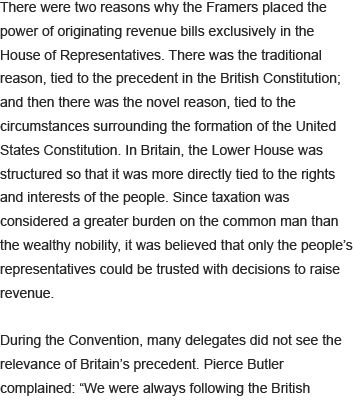 There were two reasons why the Framers placed the
power of originating revenue bills exclusively in the
House of Representatives. There was the traditional
reason, tied to the precedent in the British Constitution;
and then there was the novel reason, tied to the
circumstances surrounding the formation of the United
States Constitution. In Britain, the Lower House was
structured so that it was more directly tied to the rights
and interests of the people. Since taxation was
considered a greater burden on the common man than
the wealthy nobility, it was believed that only the people’s
representatives could be trusted with decisions to raise
revenue.

During the Convention, many delegates did not see the
relevance of Britain’s precedent. Pierce Butler
complained: “We were always following the British